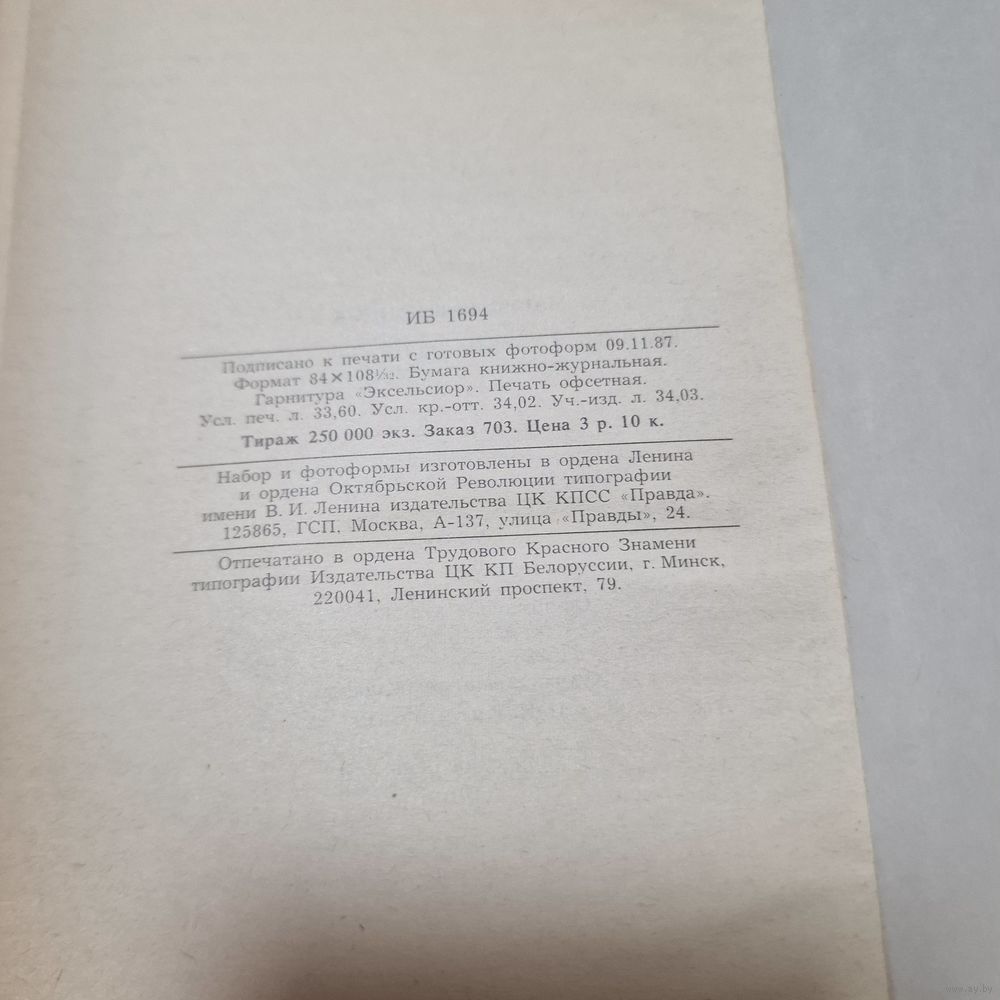 ИБ 1694
Подписано к печати с готовых фотоформ 09.11.87.
Формат 84×108¹/₃₂. Бумага книжно-журнальная.
Гарнитура «Эксельсиор». Печать офсетная.
Усл. печ. л. 33,60. Усл. кр.-отт. 34,02. Уч.-изд. л. 34,03.
Тираж 250 000 экз. Заказ 703. Цена 3 р. 10 к.
Набор и фотоформы изготовлены в ордена Ленина
и ордена Октябрьской Революции типографии
имени В. И. Ленина издательства ЦК КПСС «Правда».
125865, ГСП, Москва, А-137, улица «Правды», 24.
Отпечатано в ордена Трудового Красного Знамени
типографии Издательства ЦК КП Белоруссии, г. Минск,
220041, Ленинский проспект, 79.
www.ay.by